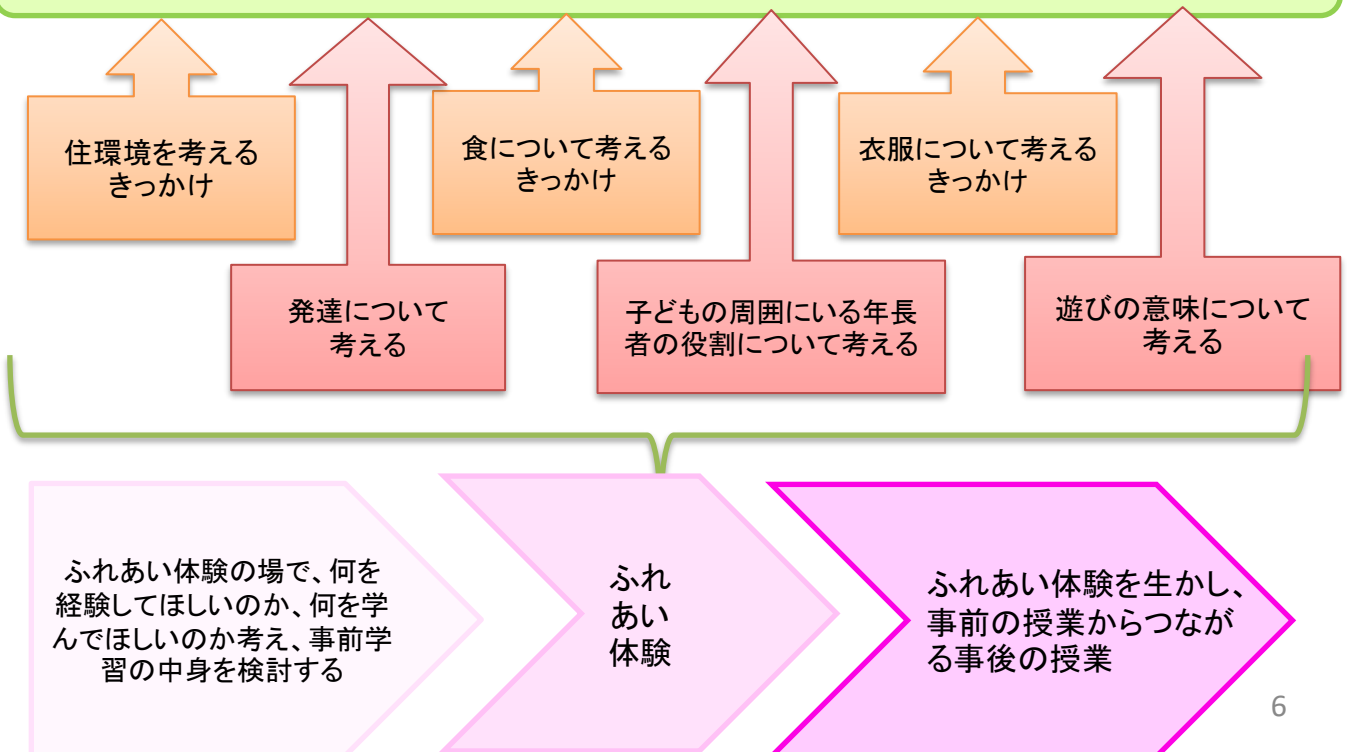 住環境を考える
きっかけ
食について考える
きっかけ
衣服について考える
きっかけ
発達について
考える
子どもの周囲にいる年長
者の役割について考える
遊びの意味について
考える
ふれあい体験の場で、何を
経験してほしいのか、何を学
んでほしいのか考え、事前学
習の中身を検討する
ふれ
あい
体験
ふれあい体験を生かし、
事前の授業からつなが
る事後の授業
6